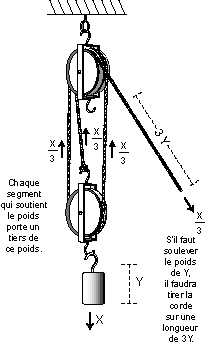 3 Y
X
3
X
3
X
3
X
3
Chaque
segment
qui soutient
le poids
porte un
tiers de
ce poids.
S'il faut
soulever
le poids
de Y,
il faudra
tirer la
corde
sur une
longueur
de 3Y.
Y
X